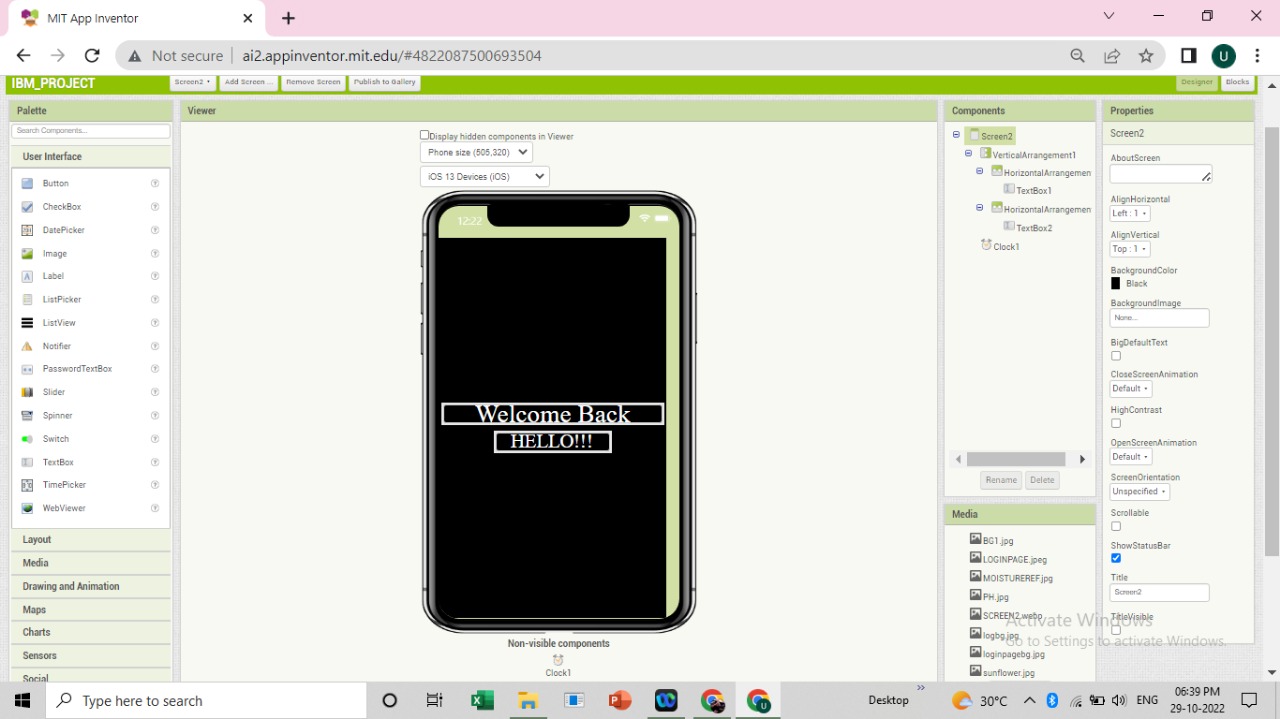 MIT App Inventor
Not secure | ai2.appinventor.mit.edu/#4822087500693504
U
IBM_PROJECT
Screen2
Add Screen ...
Remove Screen
Publish to Gallery
Designer
Blocks
Palette
Search Components...
User Interface
Button
CheckBox
DatePicker
Image
Label
ListPicker
ListView
Notifier
PasswordTextBox
Slider
Spinner
Switch
TextBox
TimePicker
WebViewer
Layout
Media
Drawing and Animation
Maps
Charts
Sensors
Social
Viewer
Display hidden components in Viewer
Phone size (505,320)
iOS 13 Devices (iOS)
12:22
Welcome Back
HELLO!!!
Non-visible components
Clock1
Components
Screen2
VerticalArrangement1
HorizontalArrangemen
TextBox1
HorizontalArrangemen
TextBox2
Clock1
Rename
Delete
Media
BG1.jpg
LOGINPAGE.jpeg
MOISTUREREF.jpg
PH.jpg
SCREEN2.webp
logbg.jpg
loginpagebg.jpg
sunflower.jpg
Properties
Screen2
AboutScreen
AlignHorizontal
Left : 1
AlignVertical
Top : 1
BackgroundColor
Black
BackgroundImage
None...
BigDefaultText
CloseScreenAnimation
Default
HighContrast
OpenScreenAnimation
Default
ScreenOrientation
Unspecified
Scrollable
ShowStatusBar
Title
Screen2
TitleVisible
Activate Windows
Go to Settings to activate Windows.
Type here to search
Desktop
30°C
ENG
06:39 PM
29-10-2022